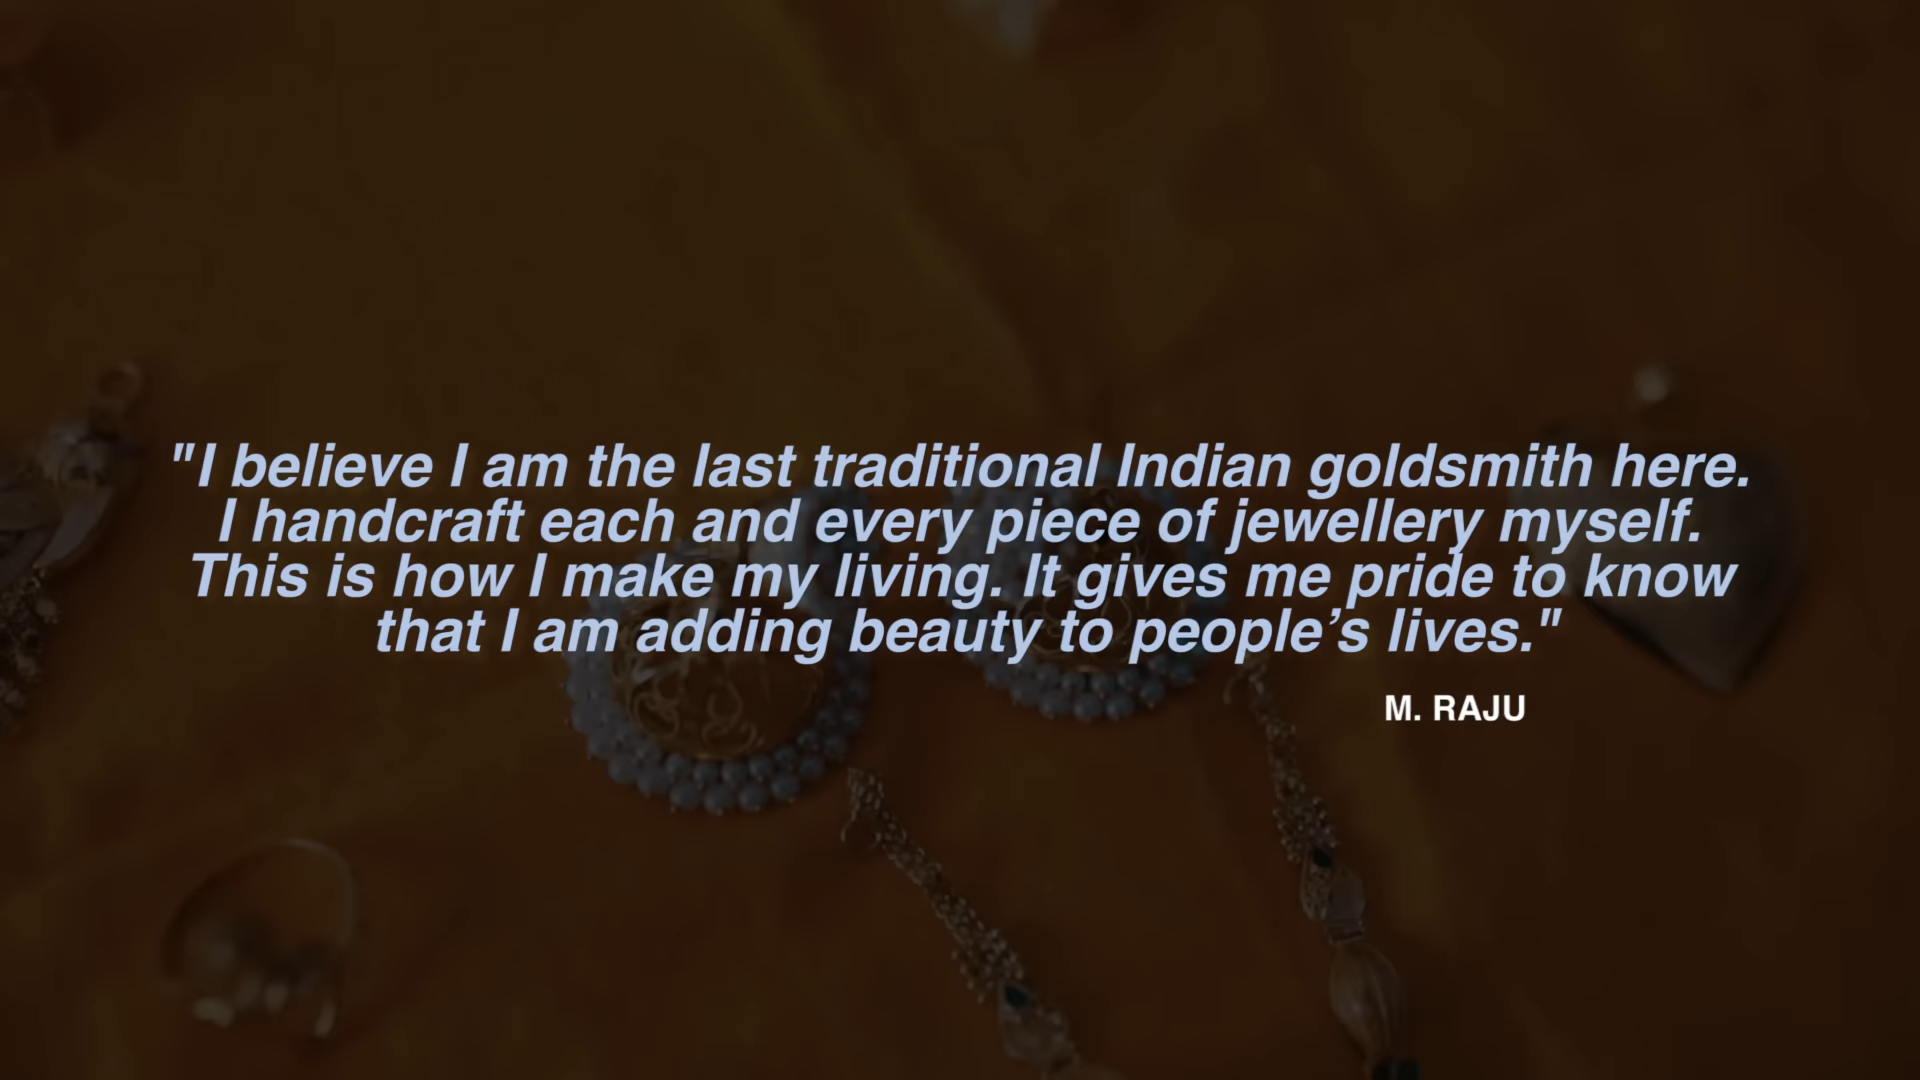 "I believe I am the last traditional Indian goldsmith here.
I handcraft each and every piece of jewellery myself.
This is how I make my living. It gives me pride to know
that I am adding beauty to people’s lives."
M. RAJU